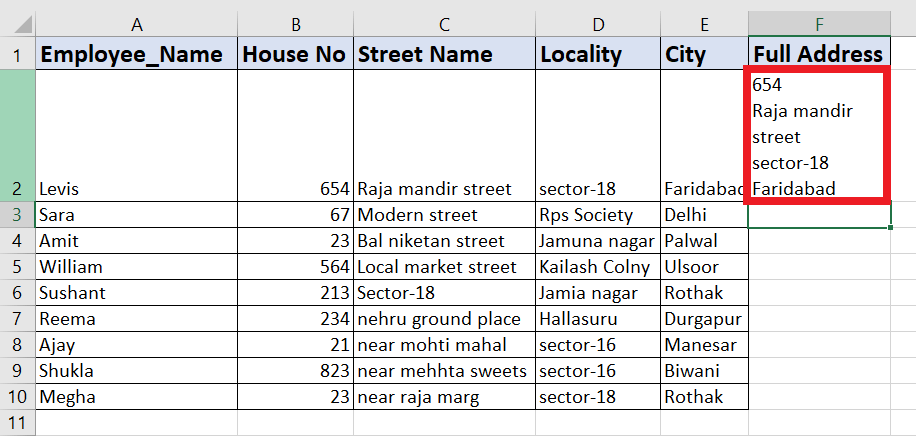 A B C D E F
1 Employee_Name House No Street Name Locality City Full Address
654
Raja mandir
street
sector-18
2 Levis 654 Raja mandir street sector-18 Faridabad Faridabad
3 Sara 67 Modern street Rps Society Delhi
4 Amit 23 Bal niketan street Jamuna nagar Palwal
5 William 564 Local market street Kailash Colny Ulsoor
6 Sushant 213 Sector-18 Jamia nagar Rothak
7 Reema 234 nehru ground place Hallasuru Durgapur
8 Ajay 21 near mohti mahal sector-16 Manesar
9 Shukla 823 near mehhta sweets sector-16 Biwani
10 Megha 23 near raja marg sector-18 Rothak
11